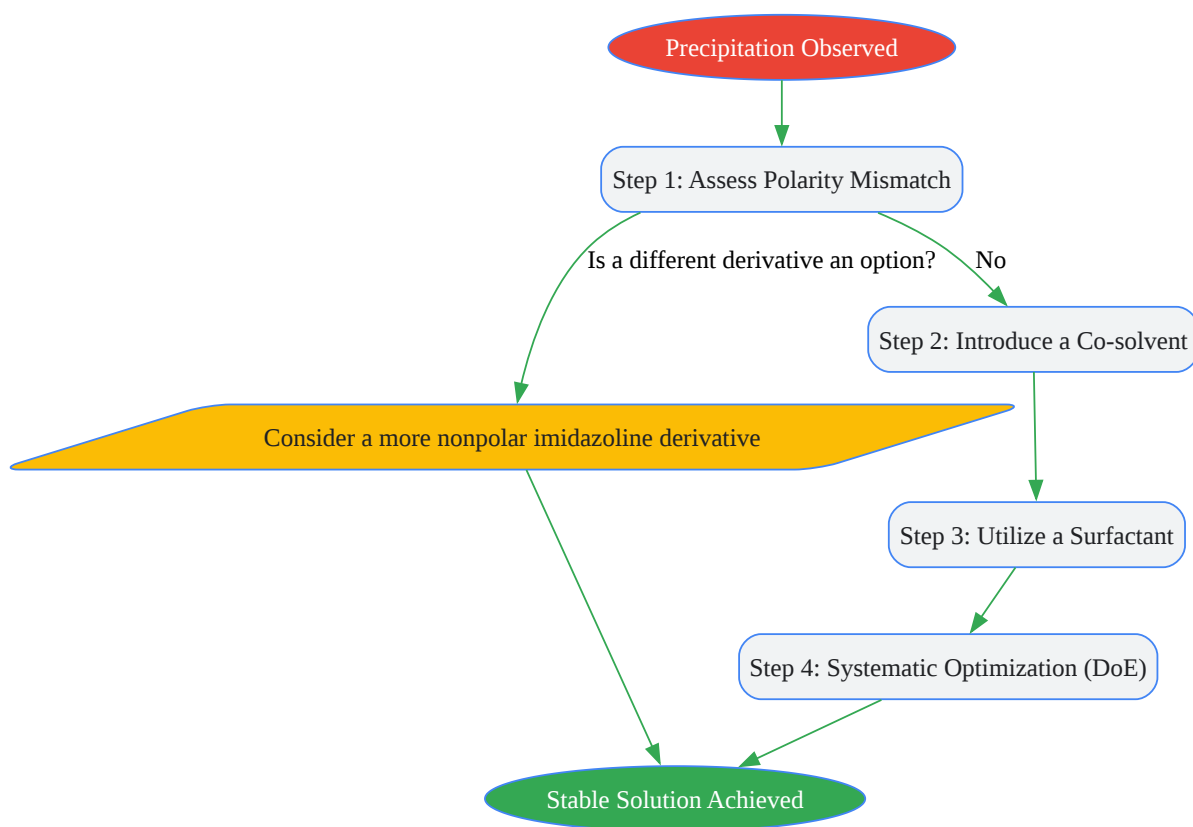 Precipitation Observed
Step 1: Assess Polarity Mismatch
Is a different derivative an option?
No
Step 2: Introduce a Co-solvent
Consider a more nonpolar imidazoline derivative
Step 3: Utilize a Surfactant
Step 4: Systematic Optimization (DoE)
Stable Solution Achieved